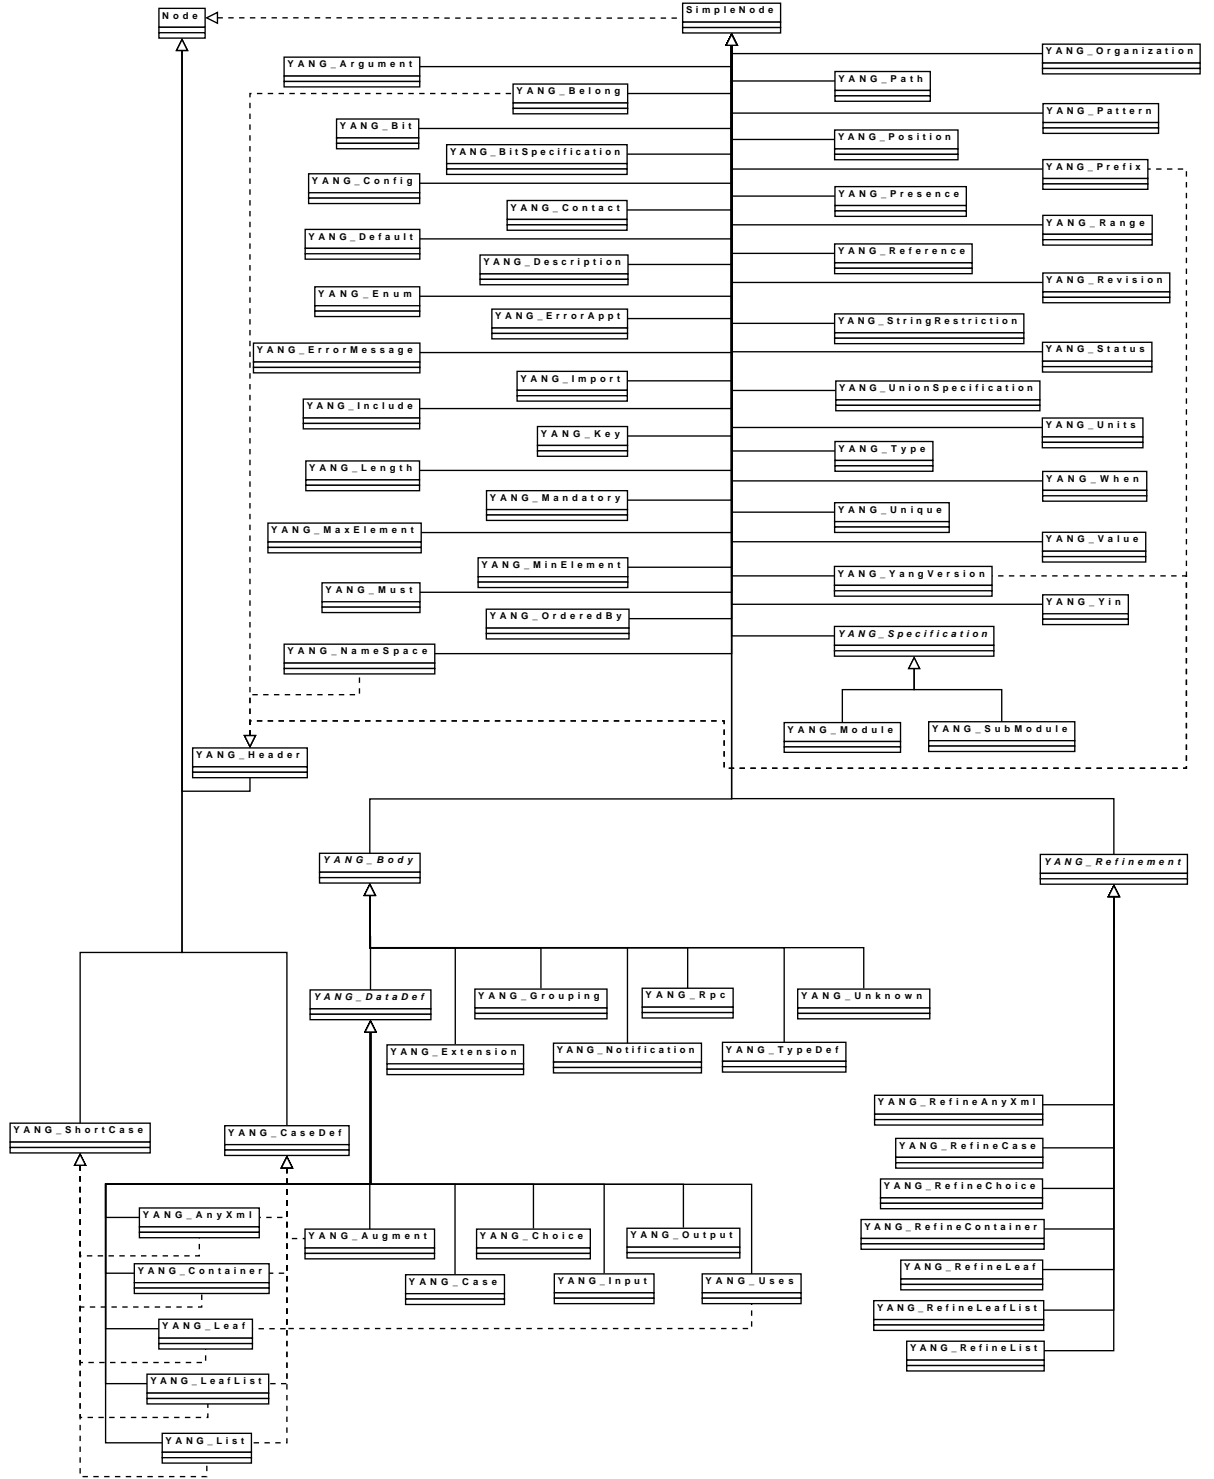 Node
SimpleNode
YANG_Organization
YANG_Argument
YANG_Path
YANG_Belong
YANG_Pattern
YANG_Bit
YANG_Position
YANG_BitSpecification
YANG_Prefix
YANG_Config
YANG_Presence
YANG_Contact
YANG_Range
YANG_Default
YANG_Reference
YANG_Description
YANG_Revision
YANG_Enum
YANG_ErrorAppt
YANG_StringRestriction
YANG_ErrorMessage
YANG_Status
YANG_Import
YANG_UnionSpecification
YANG_Include
YANG_Units
YANG_Key
YANG_Type
YANG_Length
YANG_When
YANG_Mandatory
YANG_Unique
YANG_MaxElement
YANG_Value
YANG_MinElement
YANG_YangVersion
YANG_Must
YANG_Yin
YANG_OrderedBy
YANG_Specification
YANG_NameSpace
YANG_Module
YANG_SubModule
YANG_Header
YANG_Body
YANG_Refinement
YANG_DataDef
YANG_Grouping
YANG_Rpc
YANG_Unknown
YANG_Extension
YANG_Notification
YANG_TypeDef
YANG_RefineAnyXml
YANG_ShortCase
YANG_CaseDef
YANG_RefineCase
YANG_RefineChoice
YANG_AnyXml
YANG_Augment
YANG_Choice
YANG_Output
YANG_RefineContainer
YANG_Container
YANG_Case
YANG_Input
YANG_Uses
YANG_RefineLeaf
YANG_Leaf
YANG_RefineLeafList
YANG_RefineList
YANG_LeafList
YANG_List